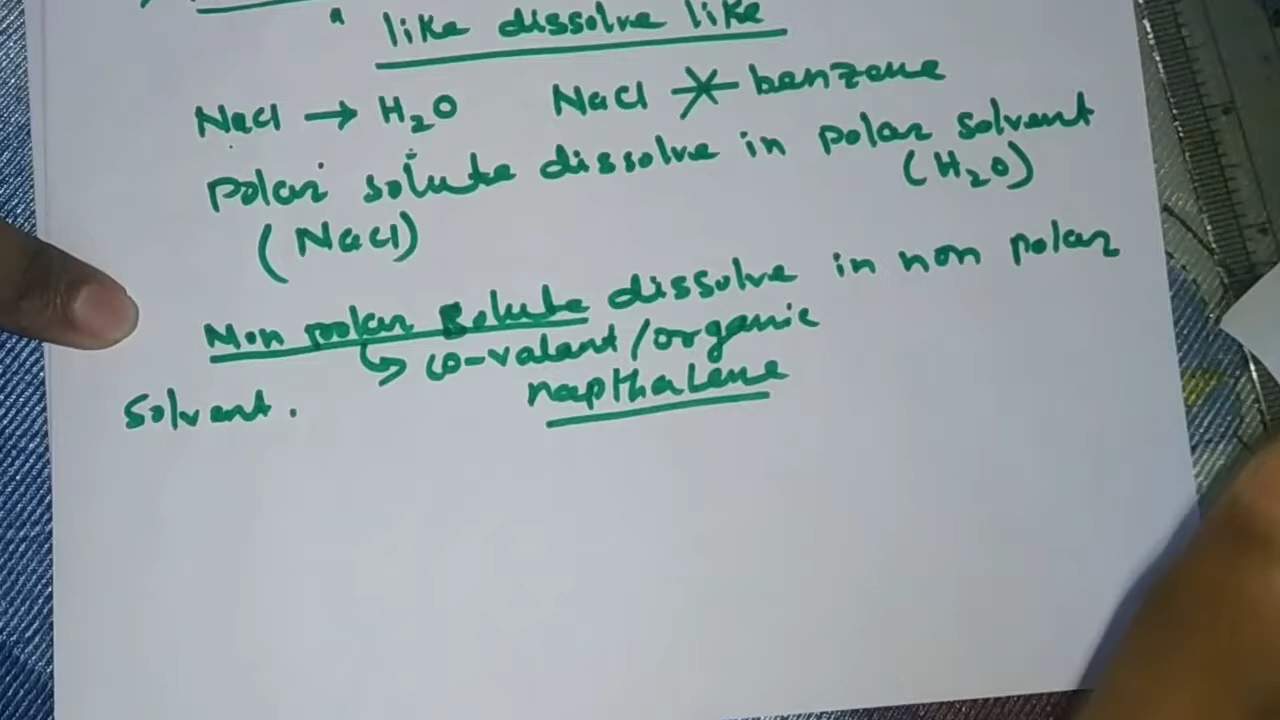 like dissolve like
NaCl → H₂O NaCl benzene
Polar solute dissolve in polar solvent
(NaCl) (H₂O)
Non polar solute dissolve in non polar
co-valant/organic
solvent. napthalene